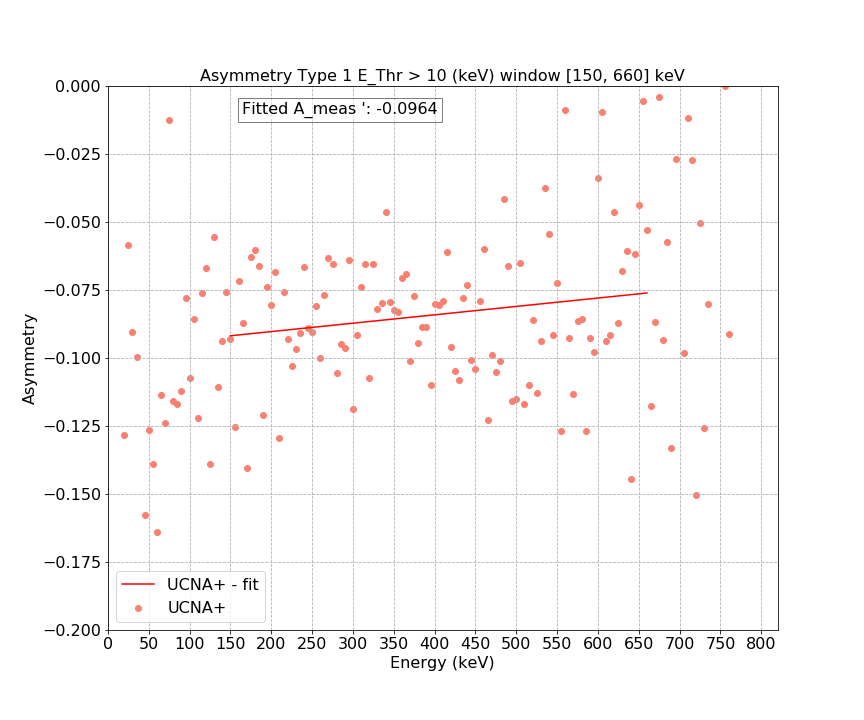 Asymmetry Type 1 E_Thr > 10 (keV) window [150, 660] keV
Fitted A_meas ': -0.0964
0.000
−0.025
−0.050
−0.075
−0.100
−0.125
−0.150
−0.175
−0.200
Asymmetry
UCNA+ - fit
UCNA+
0 50 100 150 200 250 300 350 400 450 500 550 600 650 700 750 800
Energy (keV)